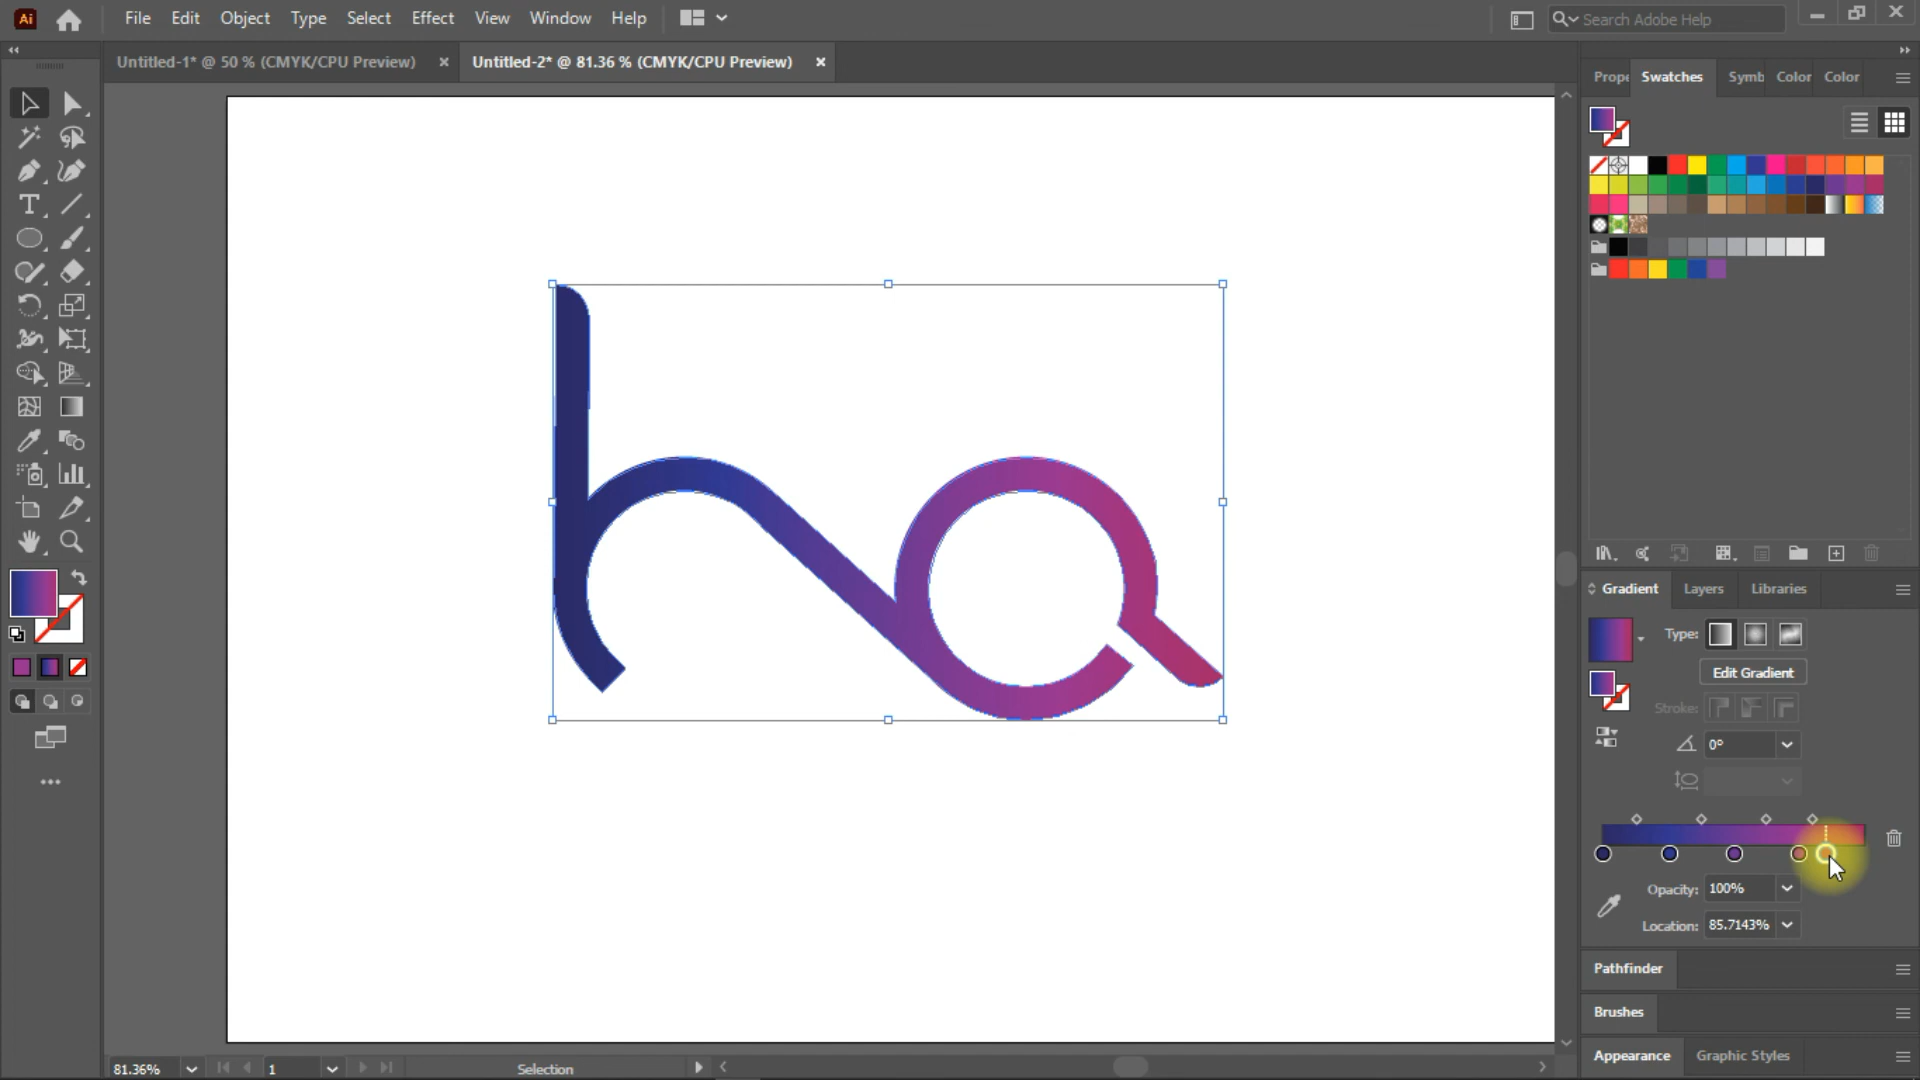 Ai File Edit Object Type Select Effect View Window Help Search Adobe Help
Untitled-1* @ 50 % (CMYK/CPU Preview) × Untitled-2* @ 81.36 % (CMYK/CPU Preview) ×
Prope Swatches Symb Color Color
Gradient Layers Libraries
Type:
Edit Gradient
Stroke:
0°
Opacity: 100%
Location: 85.7143%
Pathfinder
Brushes
Appearance Graphic Styles
81.36% 1 Selection